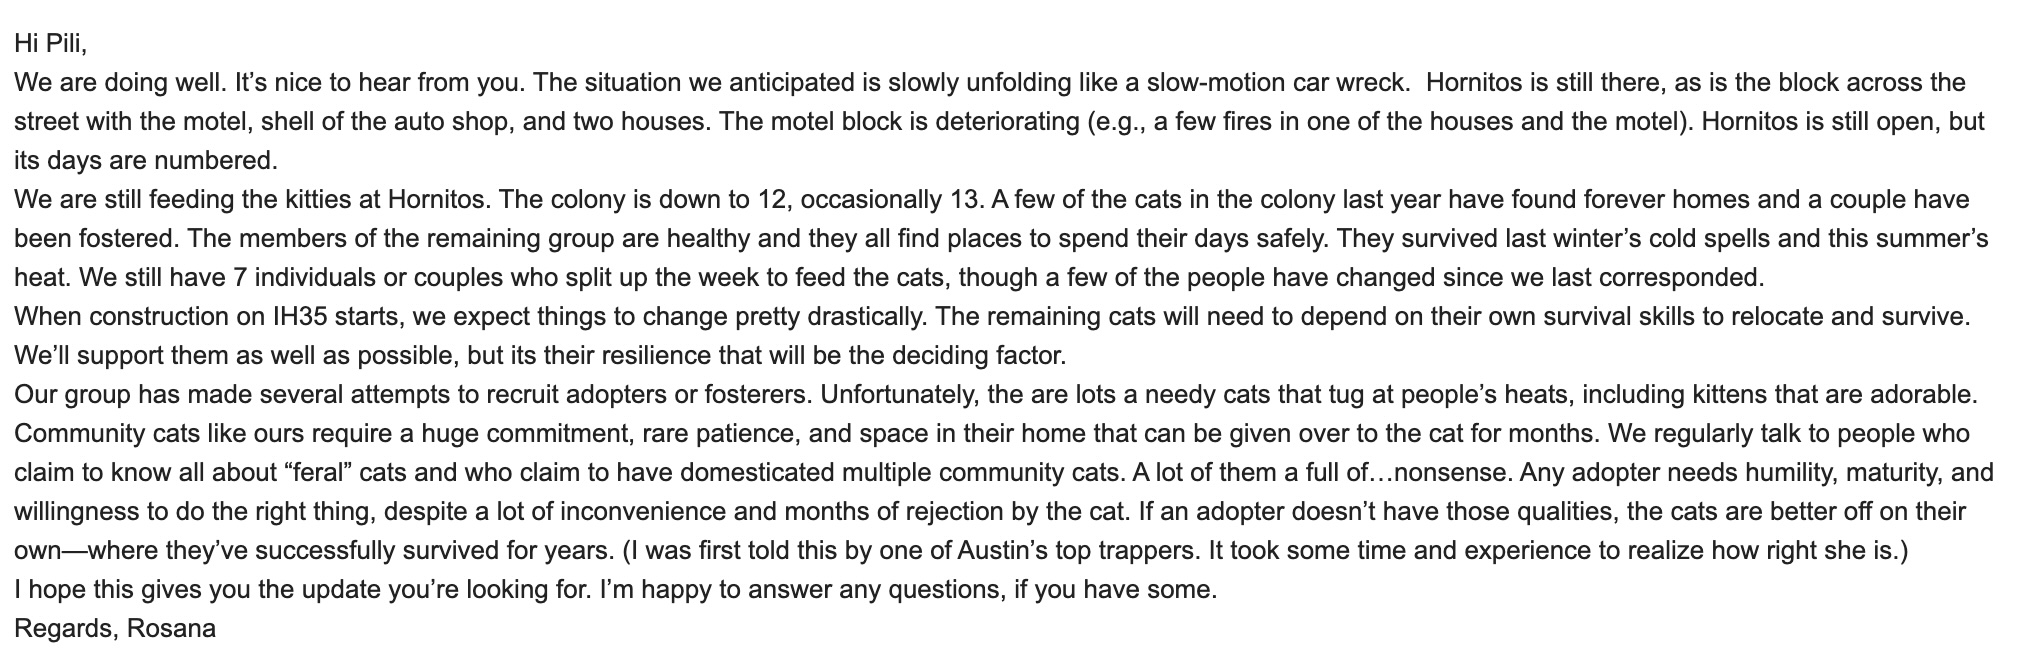 Hi Pili,
We are doing well. It’s nice to hear from you. The situation we anticipated is slowly unfolding like a slow-motion car wreck.  Hornitos is still there, as is the block across the
street with the motel, shell of the auto shop, and two houses. The motel block is deteriorating (e.g., a few fires in one of the houses and the motel). Hornitos is still open, but
its days are numbered.
We are still feeding the kitties at Hornitos. The colony is down to 12, occasionally 13. A few of the cats in the colony last year have found forever homes and a couple have
been fostered. The members of the remaining group are healthy and they all find places to spend their days safely. They survived last winter’s cold spells and this summer’s
heat. We still have 7 individuals or couples who split up the week to feed the cats, though a few of the people have changed since we last corresponded.
When construction on IH35 starts, we expect things to change pretty drastically. The remaining cats will need to depend on their own survival skills to relocate and survive.
We’ll support them as well as possible, but its their resilience that will be the deciding factor.
Our group has made several attempts to recruit adopters or fosterers. Unfortunately, the are lots a needy cats that tug at people’s heats, including kittens that are adorable.
Community cats like ours require a huge commitment, rare patience, and space in their home that can be given over to the cat for months. We regularly talk to people who
claim to know all about “feral” cats and who claim to have domesticated multiple community cats. A lot of them a full of…nonsense. Any adopter needs humility, maturity, and
willingness to do the right thing, despite a lot of inconvenience and months of rejection by the cat. If an adopter doesn’t have those qualities, the cats are better off on their
own—where they’ve successfully survived for years. (I was first told this by one of Austin’s top trappers. It took some time and experience to realize how right she is.)
I hope this gives you the update you’re looking for. I’m happy to answer any questions, if you have some.
Regards, Rosana